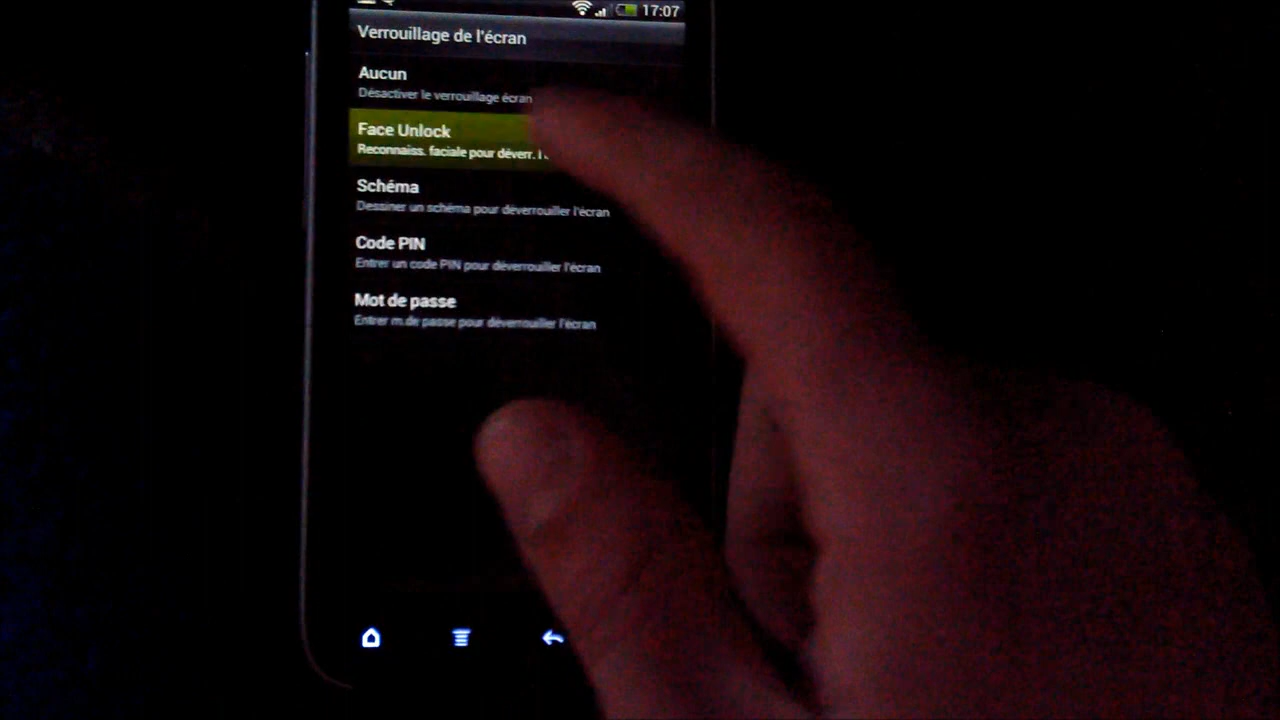 17:07
Verrouillage de l'écran
Aucun
Désactiver le verrouillage écran
Face Unlock
Reconnaiss. faciale pour déverr.
Schéma
Dessiner un schéma pour déverrouiller l'écran
Code PIN
Entrer un code PIN pour déverrouiller l'écran
Mot de passe
Entrer m.de passe pour déverrouiller l'écran